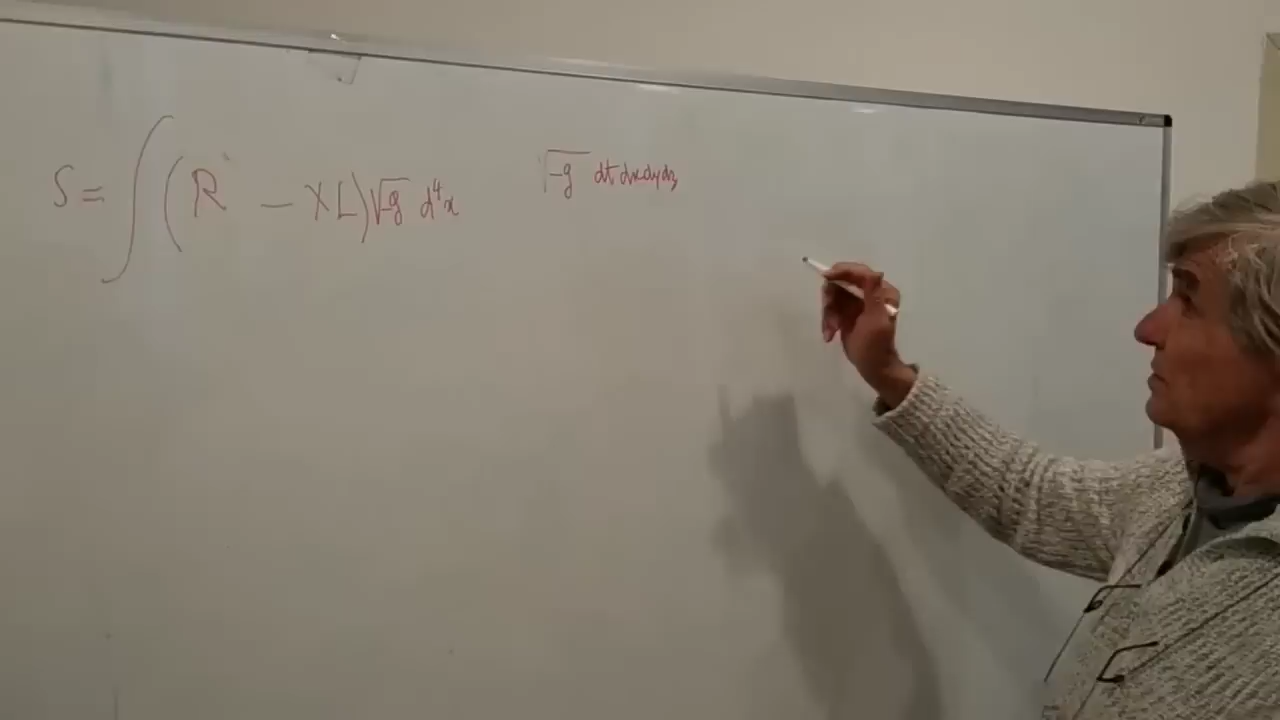 S = ∫ (R - χL) √-g d⁴x
√-g dt dx dy dz